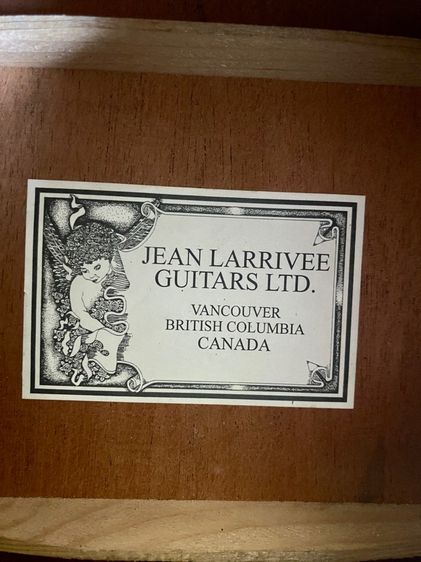 JEAN LARRIVEE
GUITARS LTD.
VANCOUVER
BRITISH COLUMBIA
CANADA